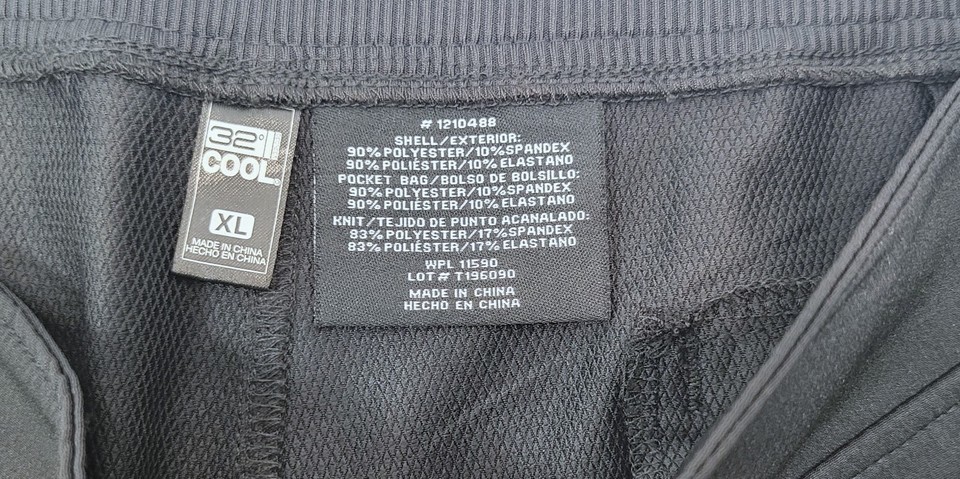 32°
COOL
XL
MADE IN CHINA
HECHO EN CHINA
# 1210488
SHELL/EXTERIOR:
90% POLYESTER/10% SPANDEX
90% POLIÉSTER/10% ELASTANO
POCKET BAG/BOLSO DE BOLSILLO:
90% POLYESTER/10% SPANDEX
90% POLIÉSTER/10% ELASTANO
KNIT/TEJIDO DE PUNTO ACANALADO:
83% POLYESTER/17% SPANDEX
83% POLIÉSTER/17% ELASTANO
WPL 11590
LOT# T196090
MADE IN CHINA
HECHO EN CHINA